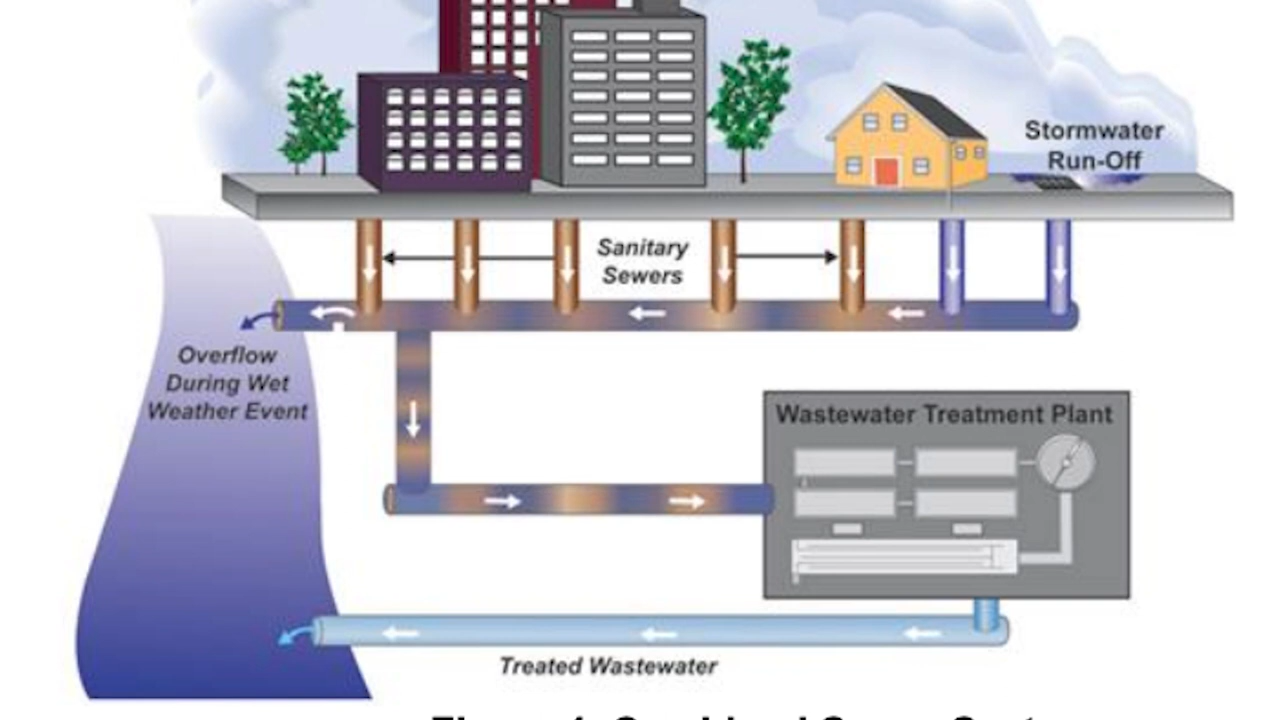 Stormwater
Run-Off
Sanitary
Sewers
Overflow
During Wet
Weather Event
Wastewater Treatment Plant
Treated Wastewater